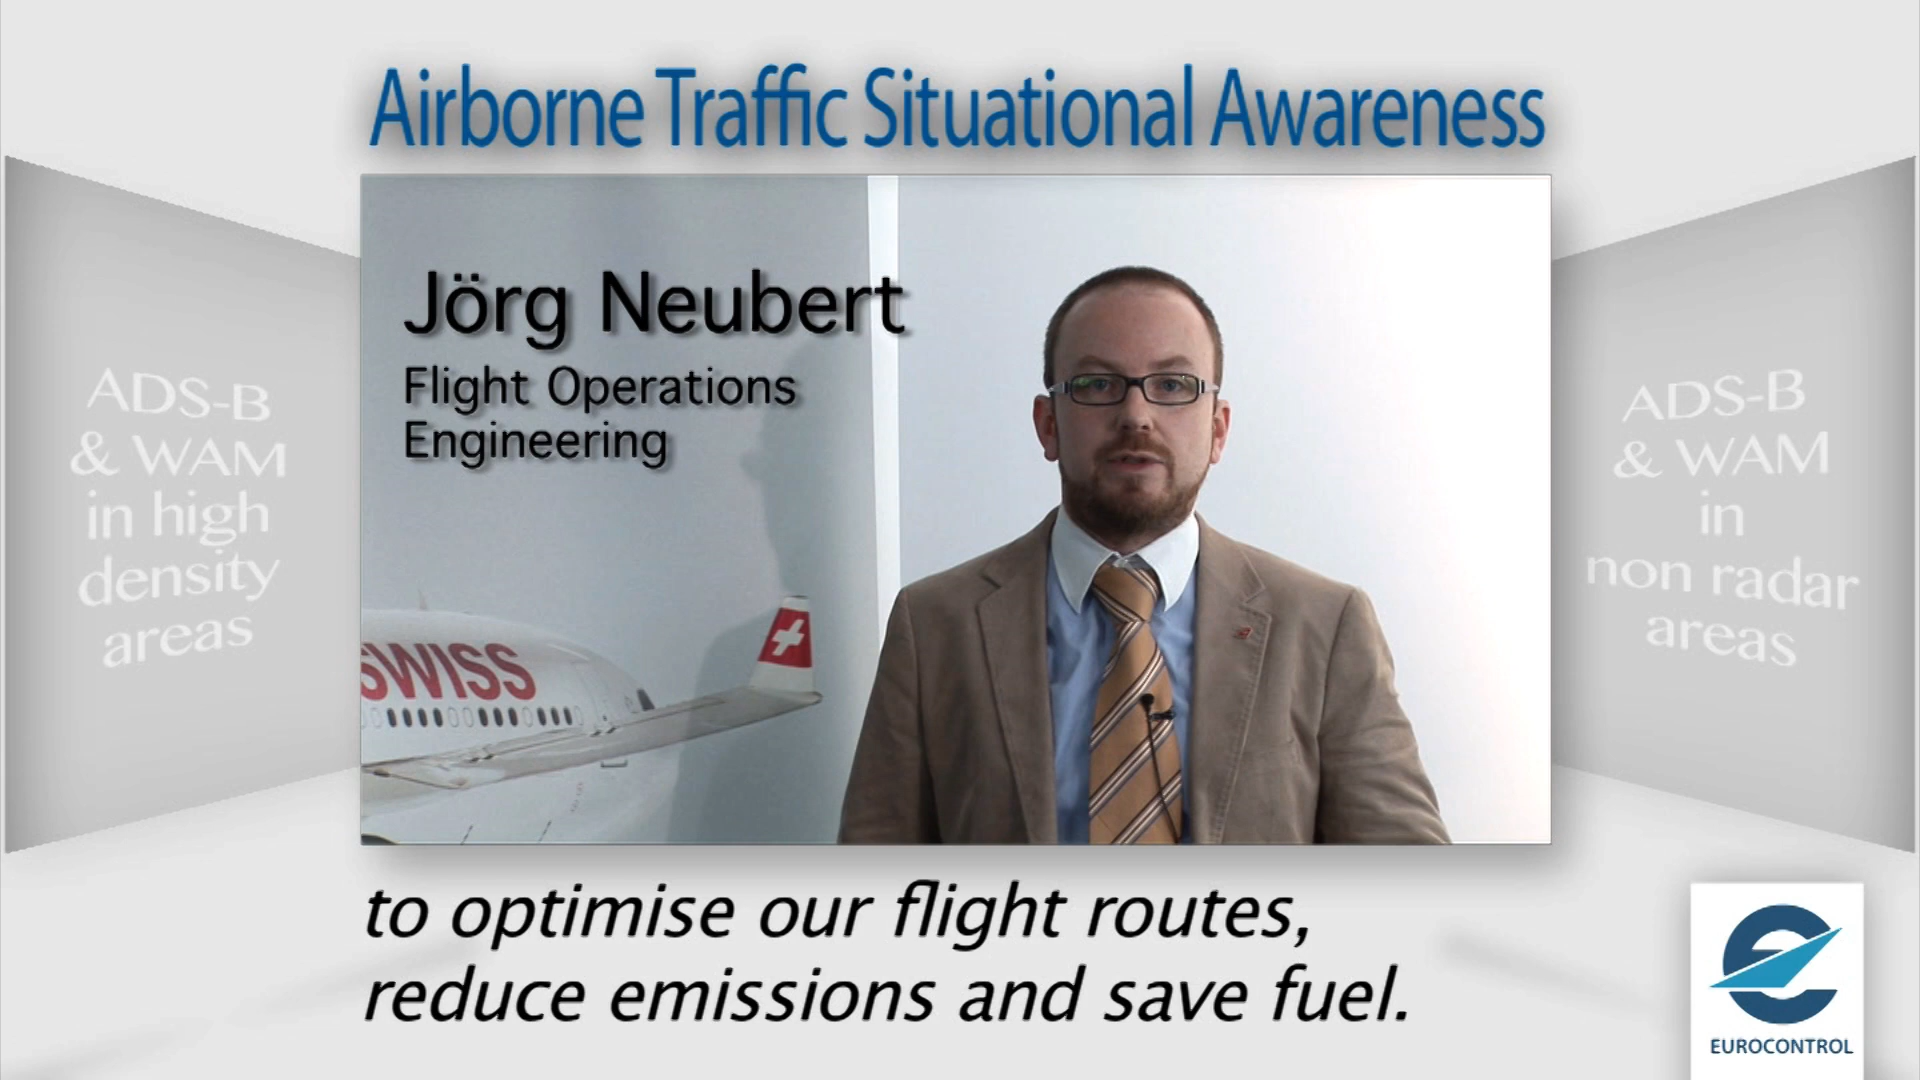 Airborne Traffic Situational Awareness
Jörg Neubert
Flight Operations
Engineering
SWISS
ADS-B
& WAM
in high
density
areas
ADS-B
& WAM
in
non radar
areas
to optimise our flight routes,
reduce emissions and save fuel.
EUROCONTROL